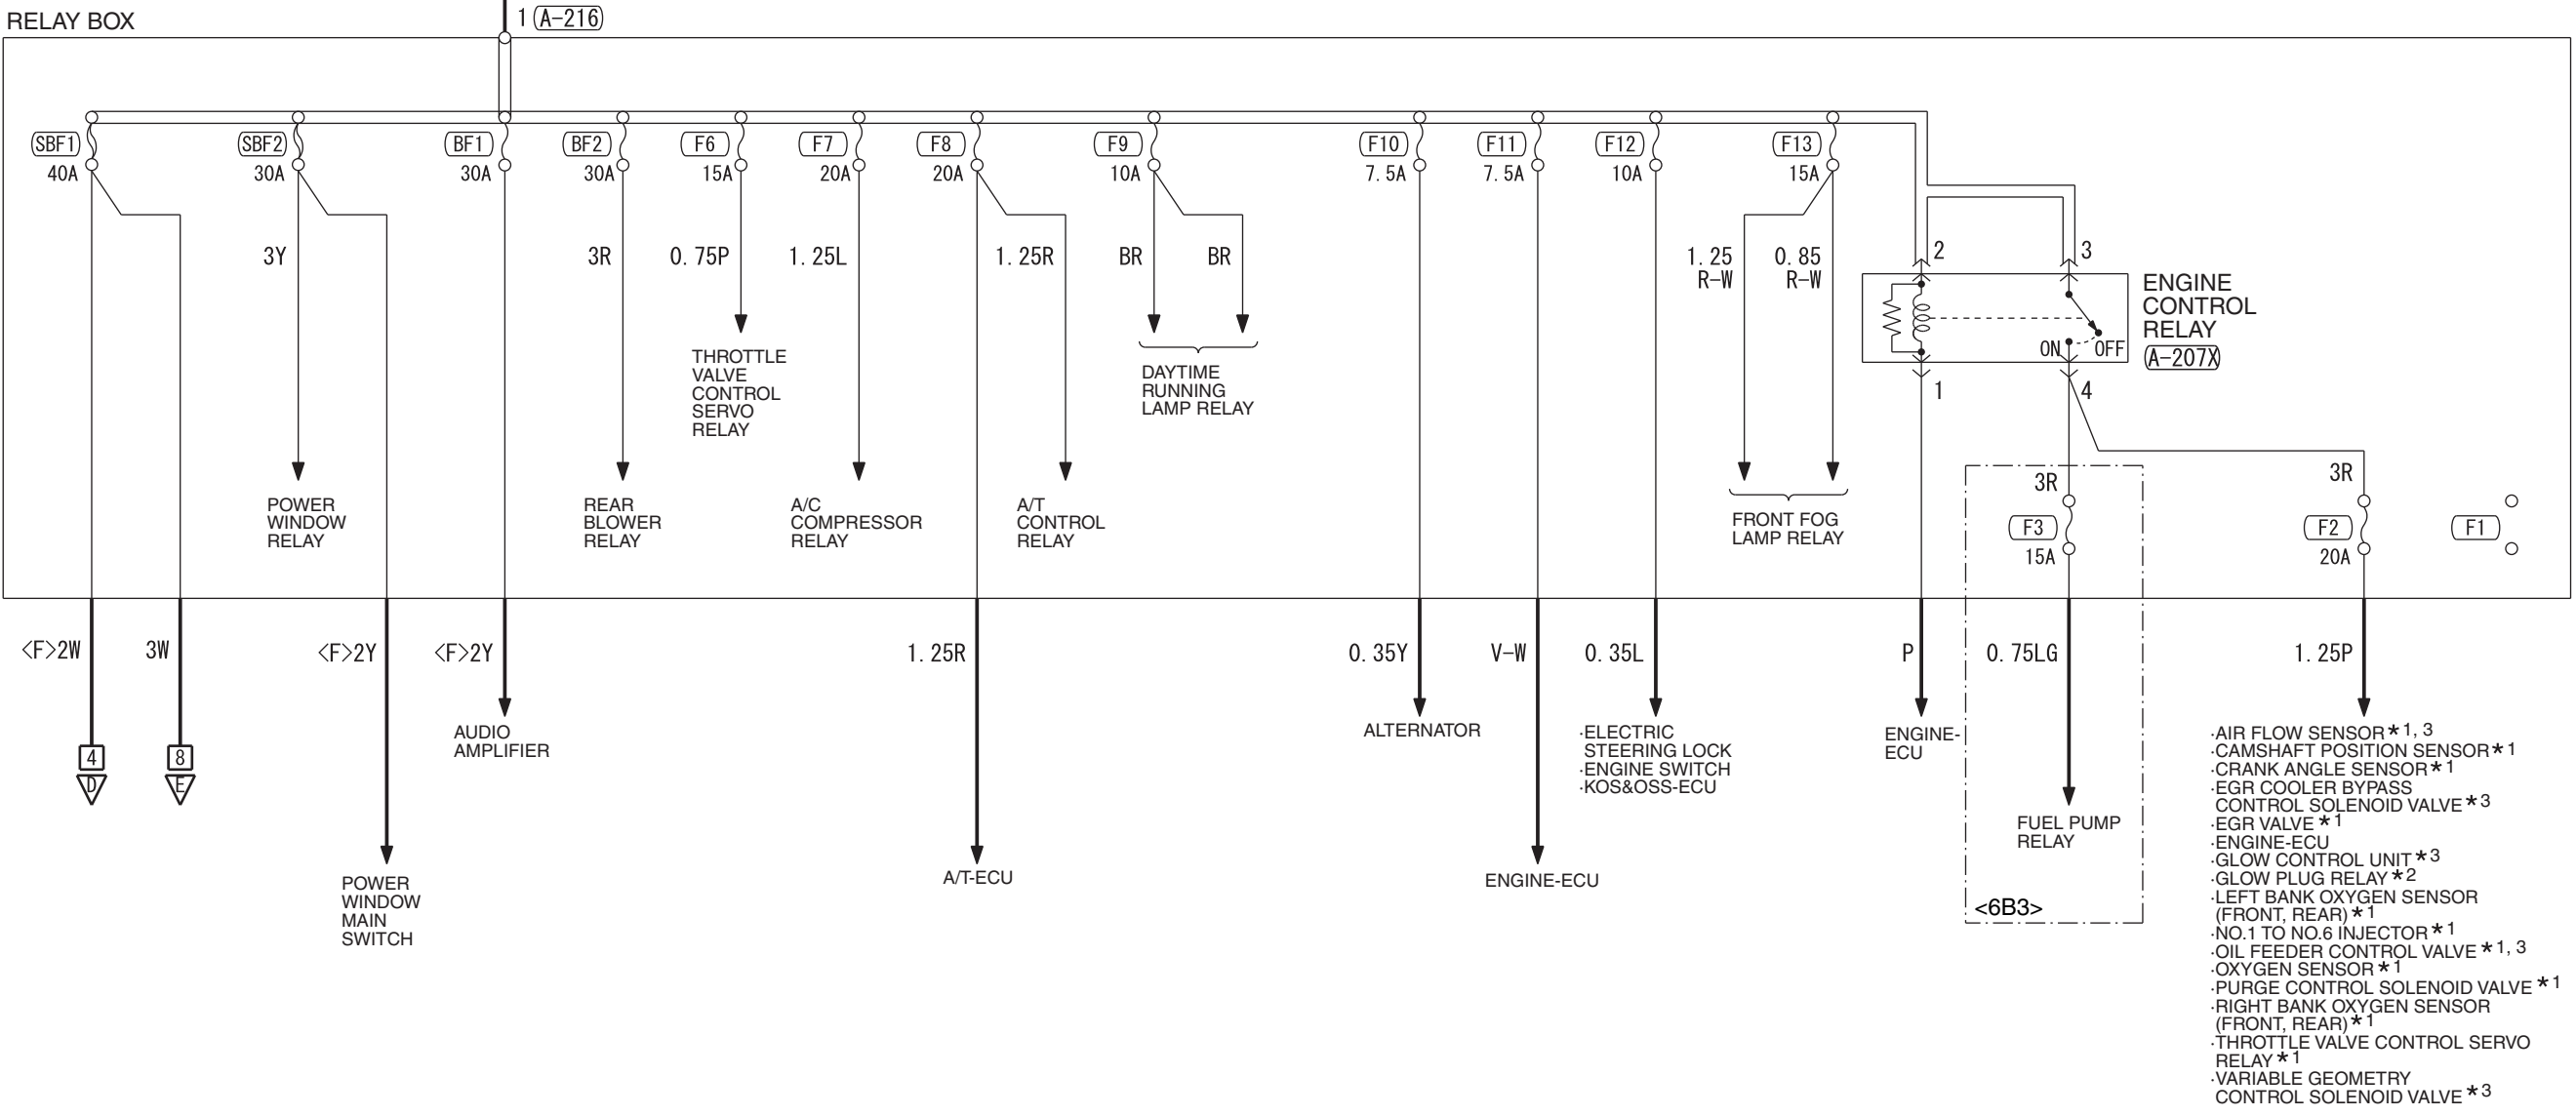 RELAY BOX
1 A-216
SBF1
40A
SBF2
30A
BF1
30A
BF2
30A
F6
15A
F7
20A
F8
20A
F9
10A
F10
7.5A
F11
7.5A
F12
10A
F13
15A
3Y
3R
0.75P
1.25L
1.25R
BR
BR
1.25
R-W
0.85
R-W
2
3
ENGINE
CONTROL
RELAY
A-207X
ON
OFF
1
4
THROTTLE
VALVE
CONTROL
SERVO
RELAY
DAYTIME
RUNNING
LAMP RELAY
POWER
WINDOW
RELAY
REAR
BLOWER
RELAY
A/C
COMPRESSOR
RELAY
A/T
CONTROL
RELAY
FRONT FOG
LAMP RELAY
3R
F3
15A
3R
F2
20A
F1
<F>2W
3W
<F>2Y
<F>2Y
1.25R
0.35Y
V-W
0.35L
P
0.75LG
1.25P
4
D
8
E
AUDIO
AMPLIFIER
POWER
WINDOW
MAIN
SWITCH
A/T-ECU
ALTERNATOR
ENGINE-ECU
·ELECTRIC
STEERING LOCK
·ENGINE SWITCH
·KOS&OSS-ECU
ENGINE-
ECU
FUEL PUMP
RELAY
<6B3>
·AIR FLOW SENSOR★1, 3
·CAMSHAFT POSITION SENSOR★1
·CRANK ANGLE SENSOR★1
·EGR COOLER BYPASS
CONTROL SOLENOID VALVE★3
·EGR VALVE★1
·ENGINE-ECU
·GLOW CONTROL UNIT★3
·GLOW PLUG RELAY★2
·LEFT BANK OXYGEN SENSOR
(FRONT, REAR)★1
·NO.1 TO NO.6 INJECTOR★1
·OIL FEEDER CONTROL VALVE★1, 3
·OXYGEN SENSOR★1
·PURGE CONTROL SOLENOID VALVE★1
·RIGHT BANK OXYGEN SENSOR
(FRONT, REAR)★1
·THROTTLE VALVE CONTROL SERVO
RELAY★1
·VARIABLE GEOMETRY
CONTROL SOLENOID VALVE★3